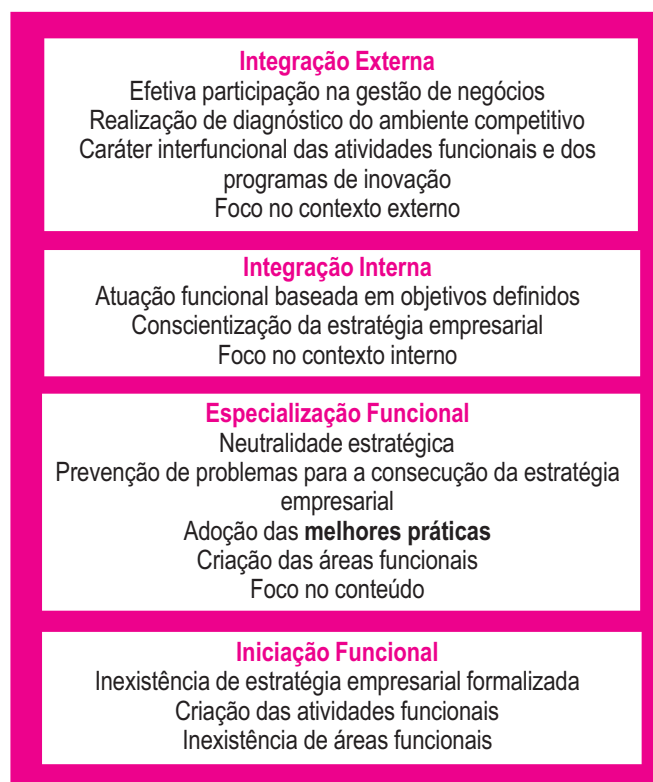 Integração Externa
Efetiva participação na gestão de negócios
Realização de diagnóstico do ambiente competitivo
Caráter interfuncional das atividades funcionais e dos
programas de inovação
Foco no contexto externo
Integração Interna
Atuação funcional baseada em objetivos definidos
Conscientização da estratégia empresarial
Foco no contexto interno
Especialização Funcional
Neutralidade estratégica
Prevenção de problemas para a consecução da estratégia
empresarial
Adoção das melhores práticas
Criação das áreas funcionais
Foco no conteúdo
Iniciação Funcional
Inexistência de estratégia empresarial formalizada
Criação das atividades funcionais
Inexistência de áreas funcionais